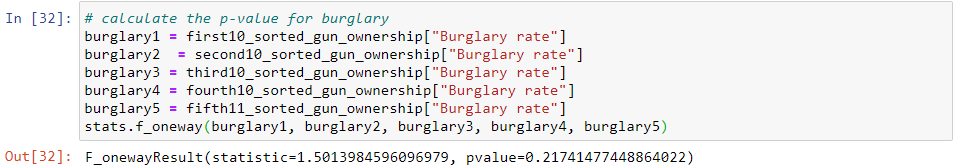 In [32]: # calculate the p-value for burglary
burglary1 = first10_sorted_gun_ownership["Burglary rate"]
burglary2  = second10_sorted_gun_ownership["Burglary rate"]
burglary3 = third10_sorted_gun_ownership["Burglary rate"]
burglary4 = fourth10_sorted_gun_ownership["Burglary rate"]
burglary5 = fifth11_sorted_gun_ownership["Burglary rate"]
stats.f_oneway(burglary1, burglary2, burglary3, burglary4, burglary5)
Out[32]: F_onewayResult(statistic=1.5013984596096979, pvalue=0.21741477448864022)